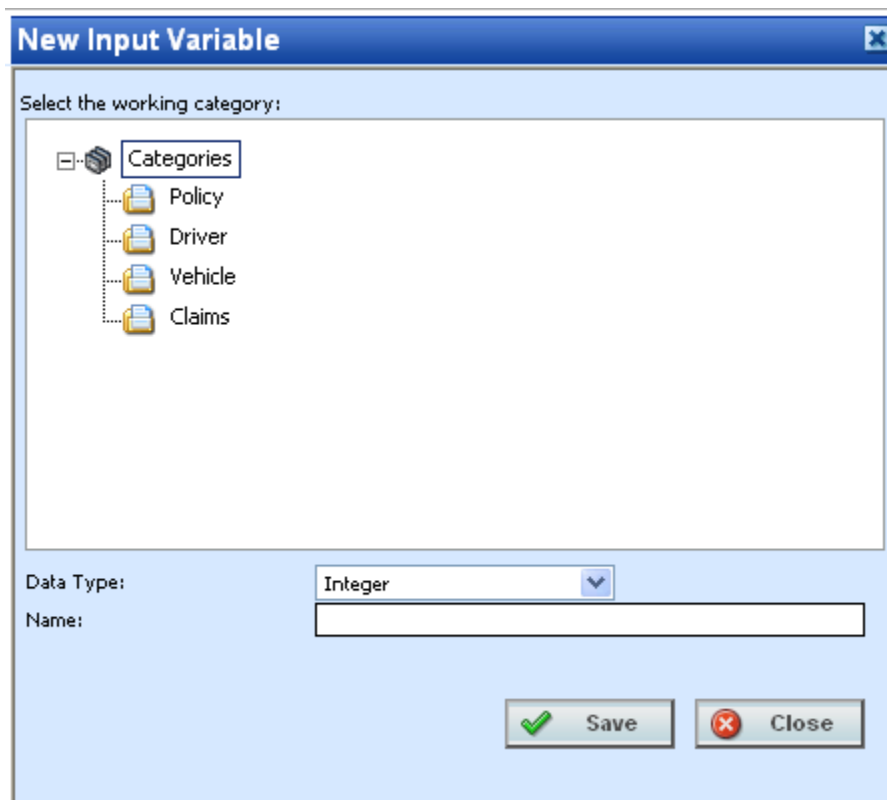 New Input Variable
Select the working category:
Categories
Policy
Driver
Vehicle
Claims
Data Type: Integer
Name:
Save Close